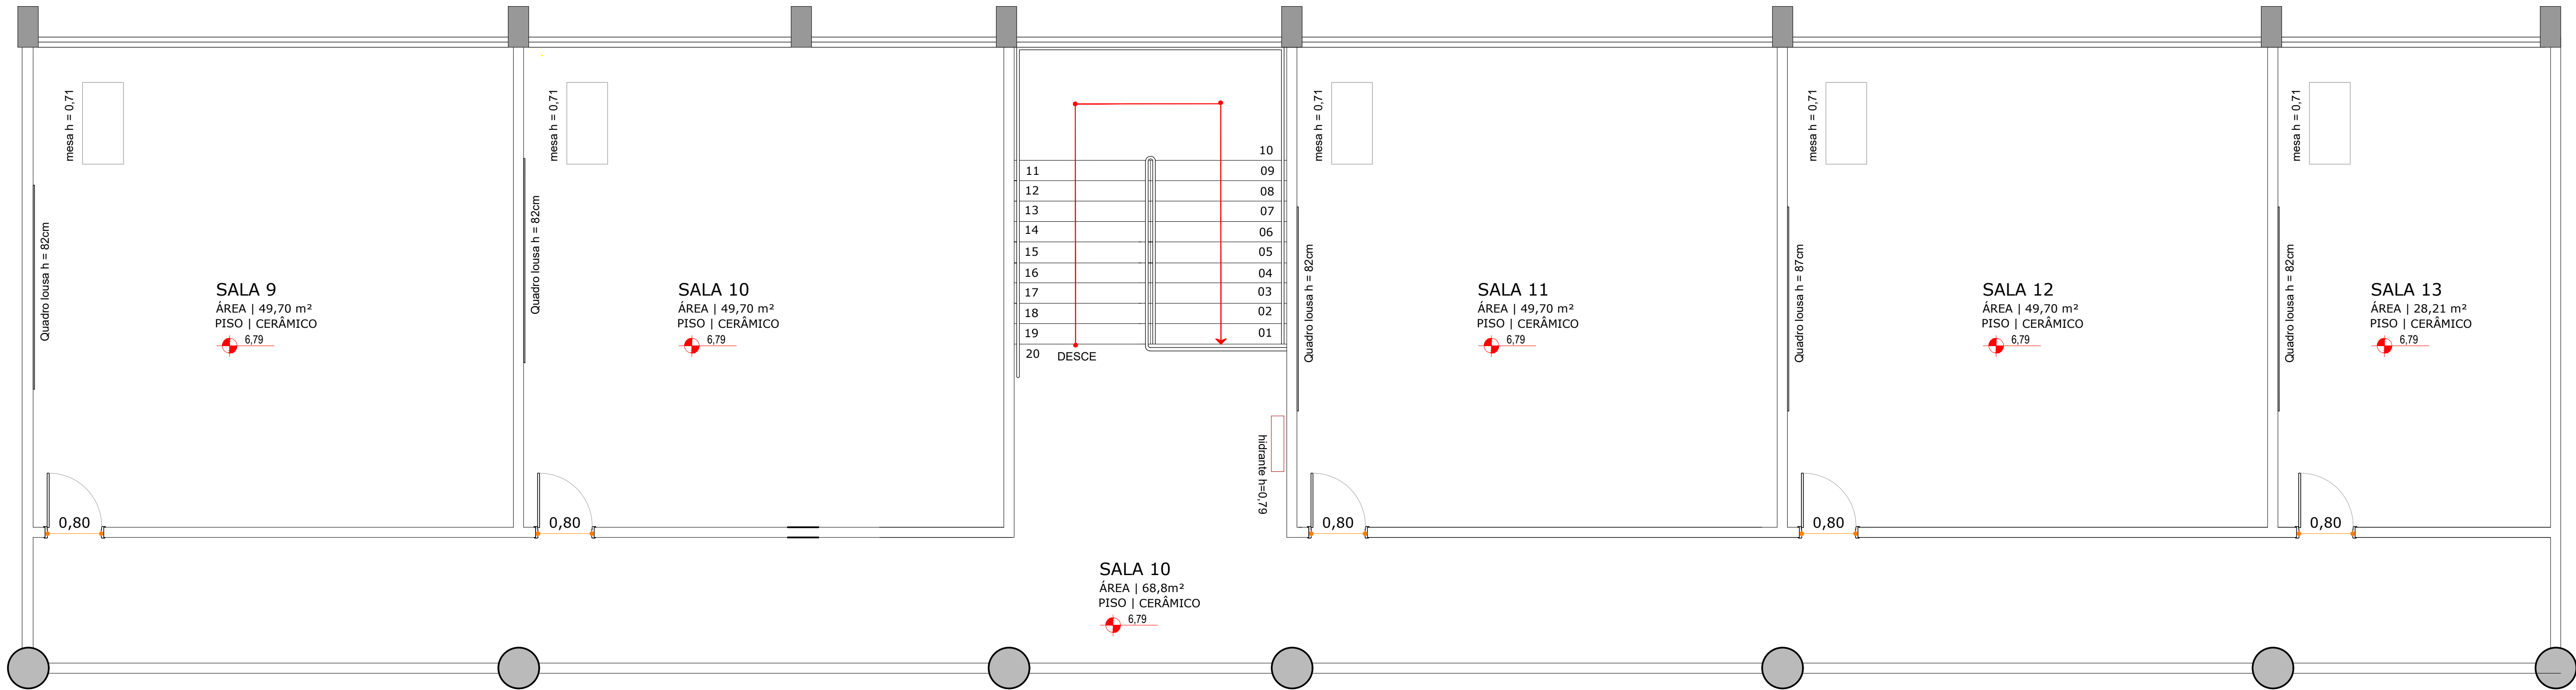 mesa h = 0,71
Quadro lousa h = 82cm
SALA 9
ÁREA | 49,70 m²
PISO | CERÂMICO
6,79
0,80
mesa h = 0,71
Quadro lousa h = 82cm
SALA 10
ÁREA | 49,70 m²
PISO | CERÂMICO
6,79
0,80
11
12
13
14
15
16
17
18
19
20
DESCE
10
09
08
07
06
05
04
03
02
01
hidrante h=0,79
mesa h = 0,71
Quadro lousa h = 82cm
SALA 11
ÁREA | 49,70 m²
PISO | CERÂMICO
6,79
0,80
mesa h = 0,71
Quadro lousa h = 87cm
SALA 12
ÁREA | 49,70 m²
PISO | CERÂMICO
6,79
0,80
mesa h = 0,71
Quadro lousa h = 82cm
SALA 13
ÁREA | 28,21 m²
PISO | CERÂMICO
6,79
0,80
SALA 10
ÁREA | 68,8m²
PISO | CERÂMICO
6,79